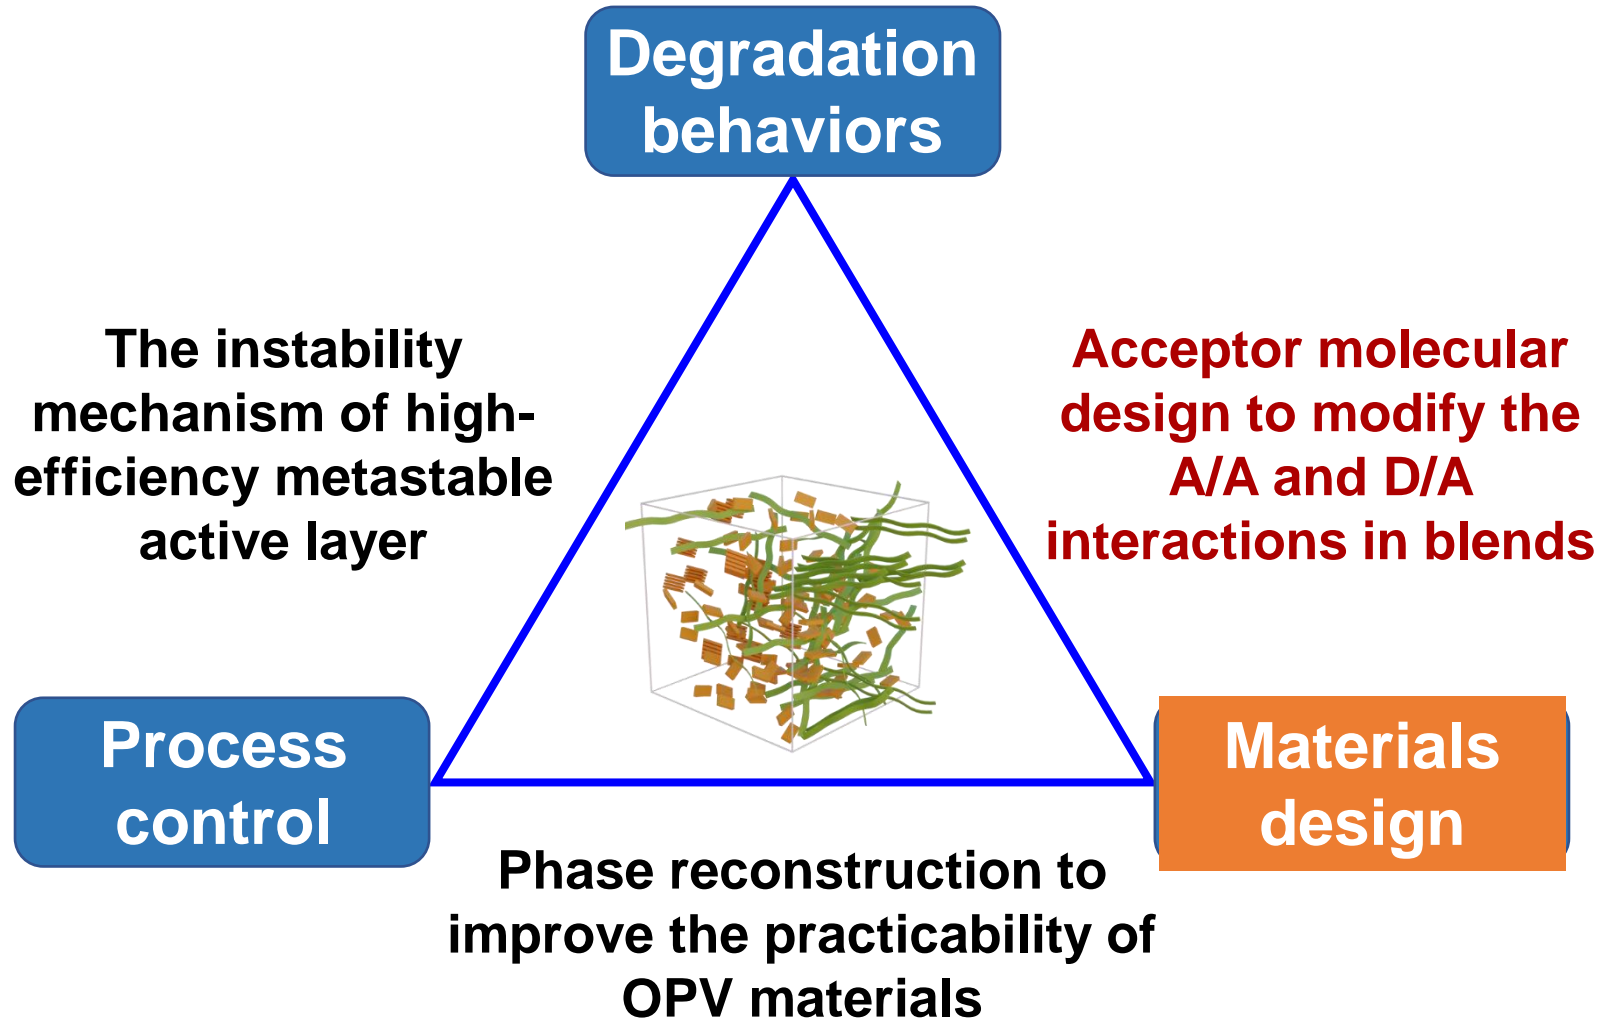 Degradation
behaviors
The instability
mechanism of high-
efficiency metastable
active layer
Acceptor molecular
design to modify the
A/A and D/A
interactions in blends
Process
control
Materials
design
Phase reconstruction to
improve the practicability of
OPV materials